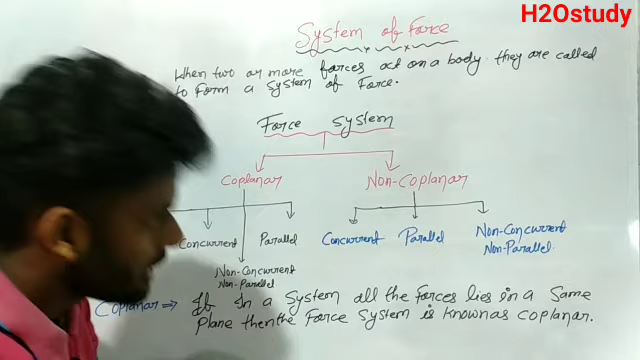 H2Ostudy
System of Force
When two or more forces act on a body. they are called
to form a system of Force.
Force System
Coplanar
Non-Coplanar
Concurrent
Parallel
Non-Concurrent
Non-Parallel
Concurrent
Parallel
Non-Concurrent
Non-Parallel
Coplanar ⇒ If In a System all the Forces lies in a Same
plane then the Force System is known as coplanar.